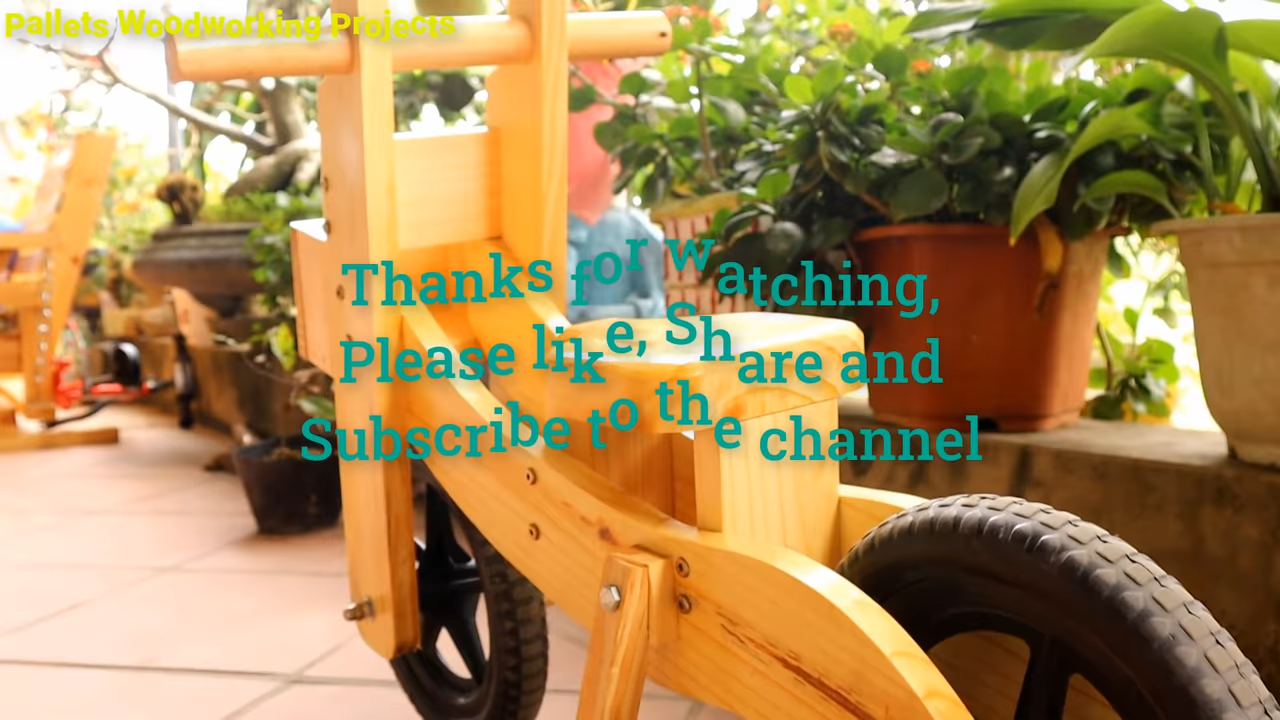 Pallets Woodworking Projects
Thanks for watching,
Please like, Share and
Subscribe to the channel